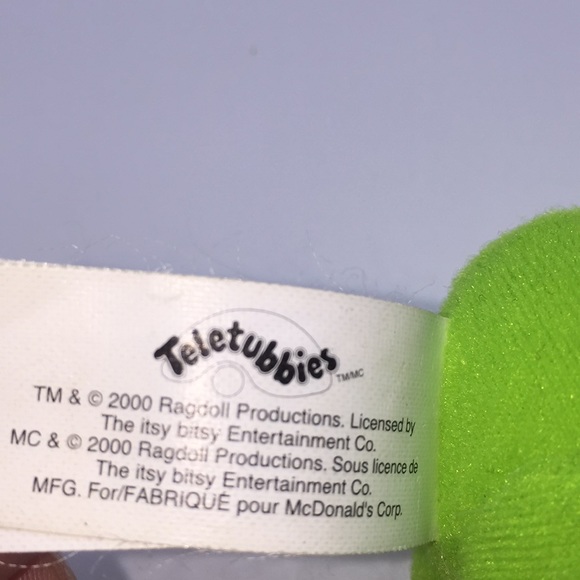 Teletubbies TM/MC
TM & © 2000 Ragdoll Productions. Licensed by
The itsy bitsy Entertainment Co.
MC & © 2000 Ragdoll Productions. Sous licence de
The itsy bitsy Entertainment Co.
MFG. For/FABRIQUÉ pour McDonald's Corp.